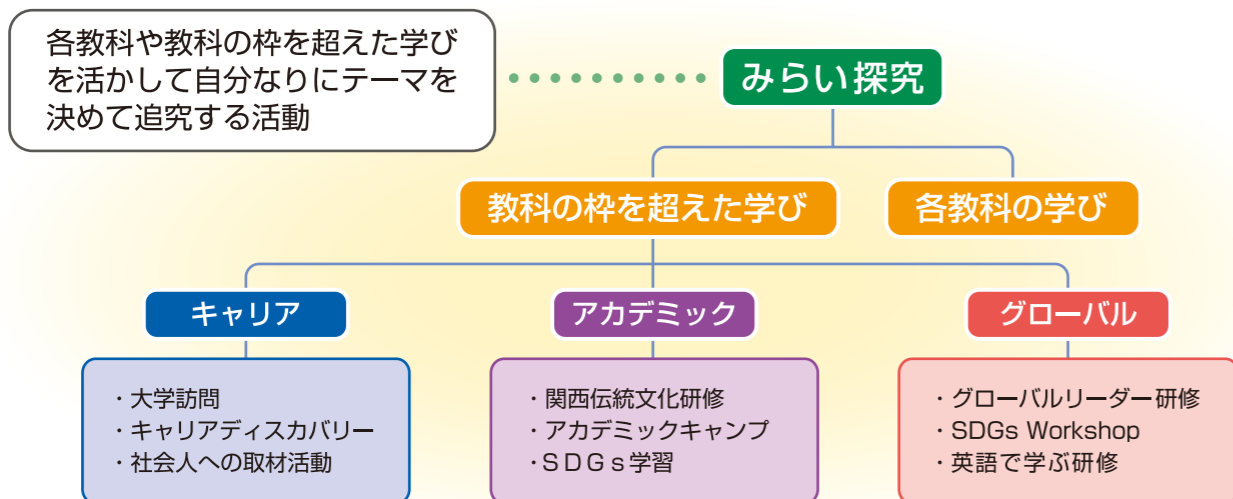 各教科や教科の枠を超えた学び
を活かして自分なりにテーマを
決めて追究する活動
みらい探究
教科の枠を超えた学び
各教科の学び
キャリア
アカデミック
グローバル
・大学訪問
・キャリアディスカバリー
・社会人への取材活動
・関西伝統文化研修
・アカデミックキャンプ
・SDGs学習
・グローバルリーダー研修
・SDGs Workshop
・英語で学ぶ研修